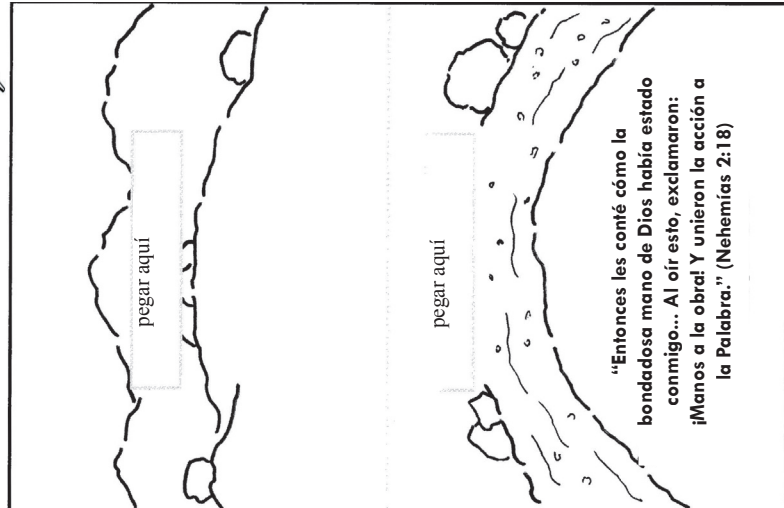 pegar aquí
pegar aquí
“Entonces les conté cómo la
bondadosa mano de Dios había estado
conmigo... Al oír esto, exclamaron:
¡Manos a la obra! Y unieron la acción a
la Palabra.” (Nehemías 2:18)